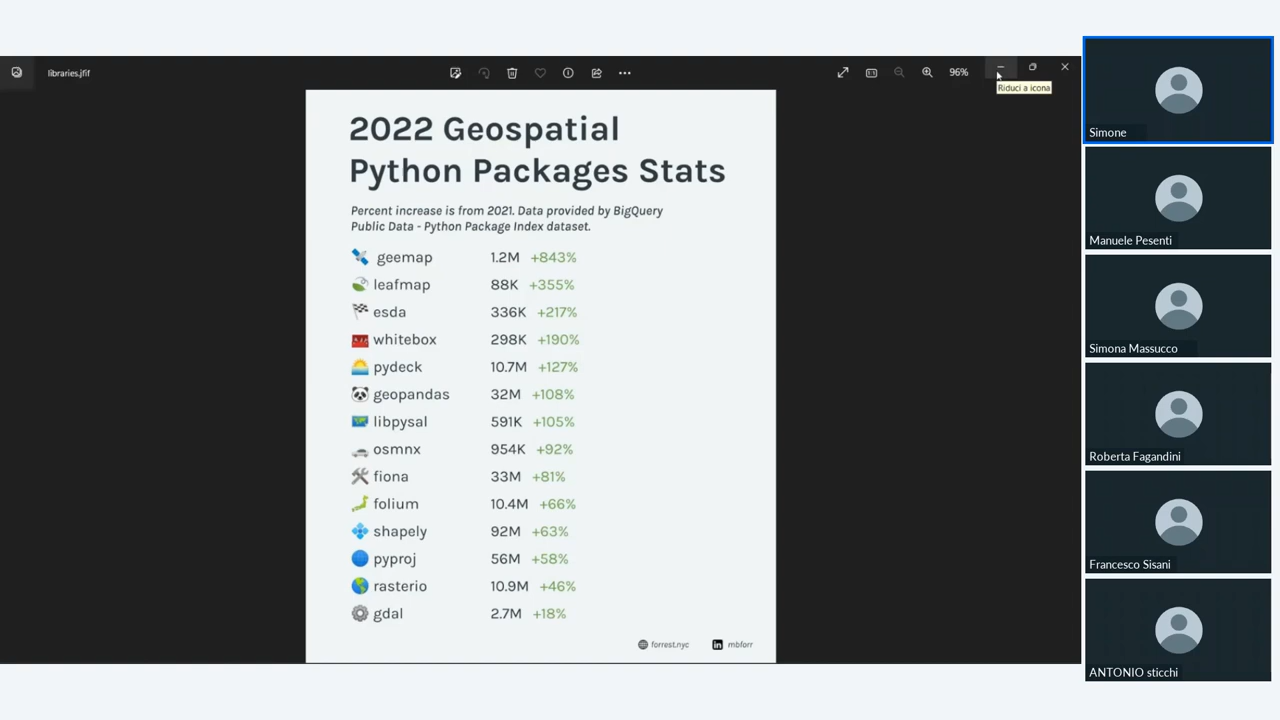 libraries.jfif
96%
Riduci a icona
2022 Geospatial
Python Packages Stats
Percent increase is from 2021. Data provided by BigQuery
Public Data - Python Package Index dataset.
geemap 1.2M +843%
leafmap 88K +355%
esda 336K +217%
whitebox 298K +190%
pydeck 10.7M +127%
geopandas 32M +108%
libpysal 591K +105%
osmnx 954K +92%
fiona 33M +81%
folium 10.4M +66%
shapely 92M +63%
pyproj 56M +58%
rasterio 10.9M +46%
gdal 2.7M +18%
forrest.nyc in mbforr
Simone
Manuele Pesenti
Simona Massucco
Roberta Fagandini
Francesco Sisani
ANTONIO sticchi